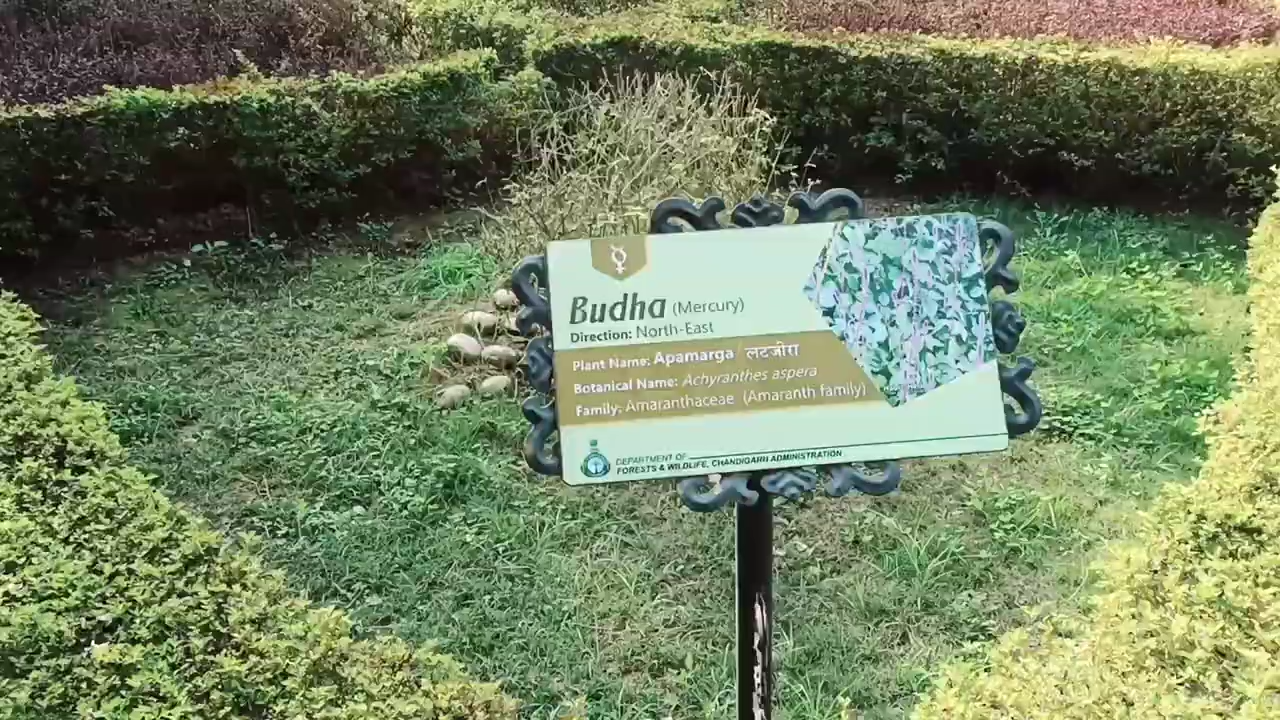 Budha (Mercury)
Direction: North-East
Plant Name: Apamarga / लटजीरा
Botanical Name: Achyranthes aspera
Family: Amaranthaceae (Amaranth family)
DEPARTMENT OF
FORESTS & WILDLIFE, CHANDIGARH ADMINISTRATION